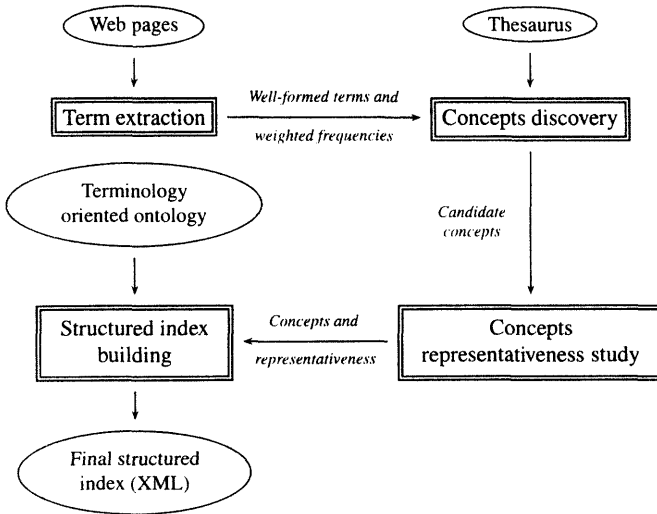 Web pages
Thesaurus
Term extraction
Well-formed terms and
weighted frequencies
Concepts discovery
Terminology
oriented ontology
Candidate
concepts
Structured index
building
Concepts and
representativeness
Concepts
representativeness study
Final structured
index (XML)